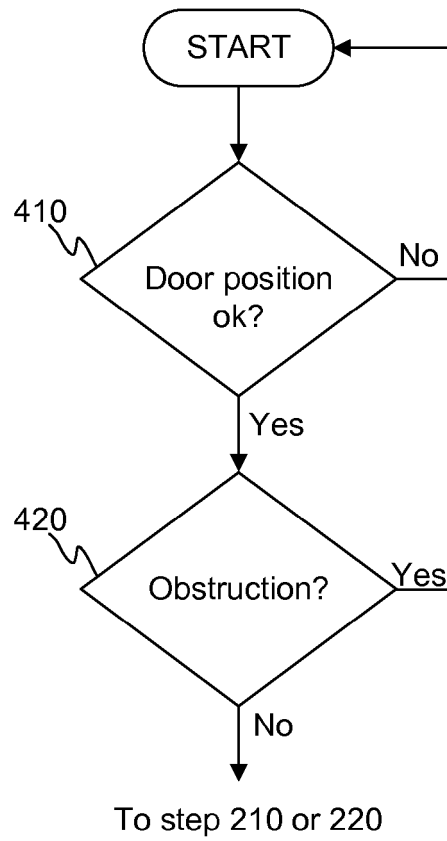 START
410
No
Door position
ok?
Yes
420
Yes
Obstruction?
No
To step 210 or 220